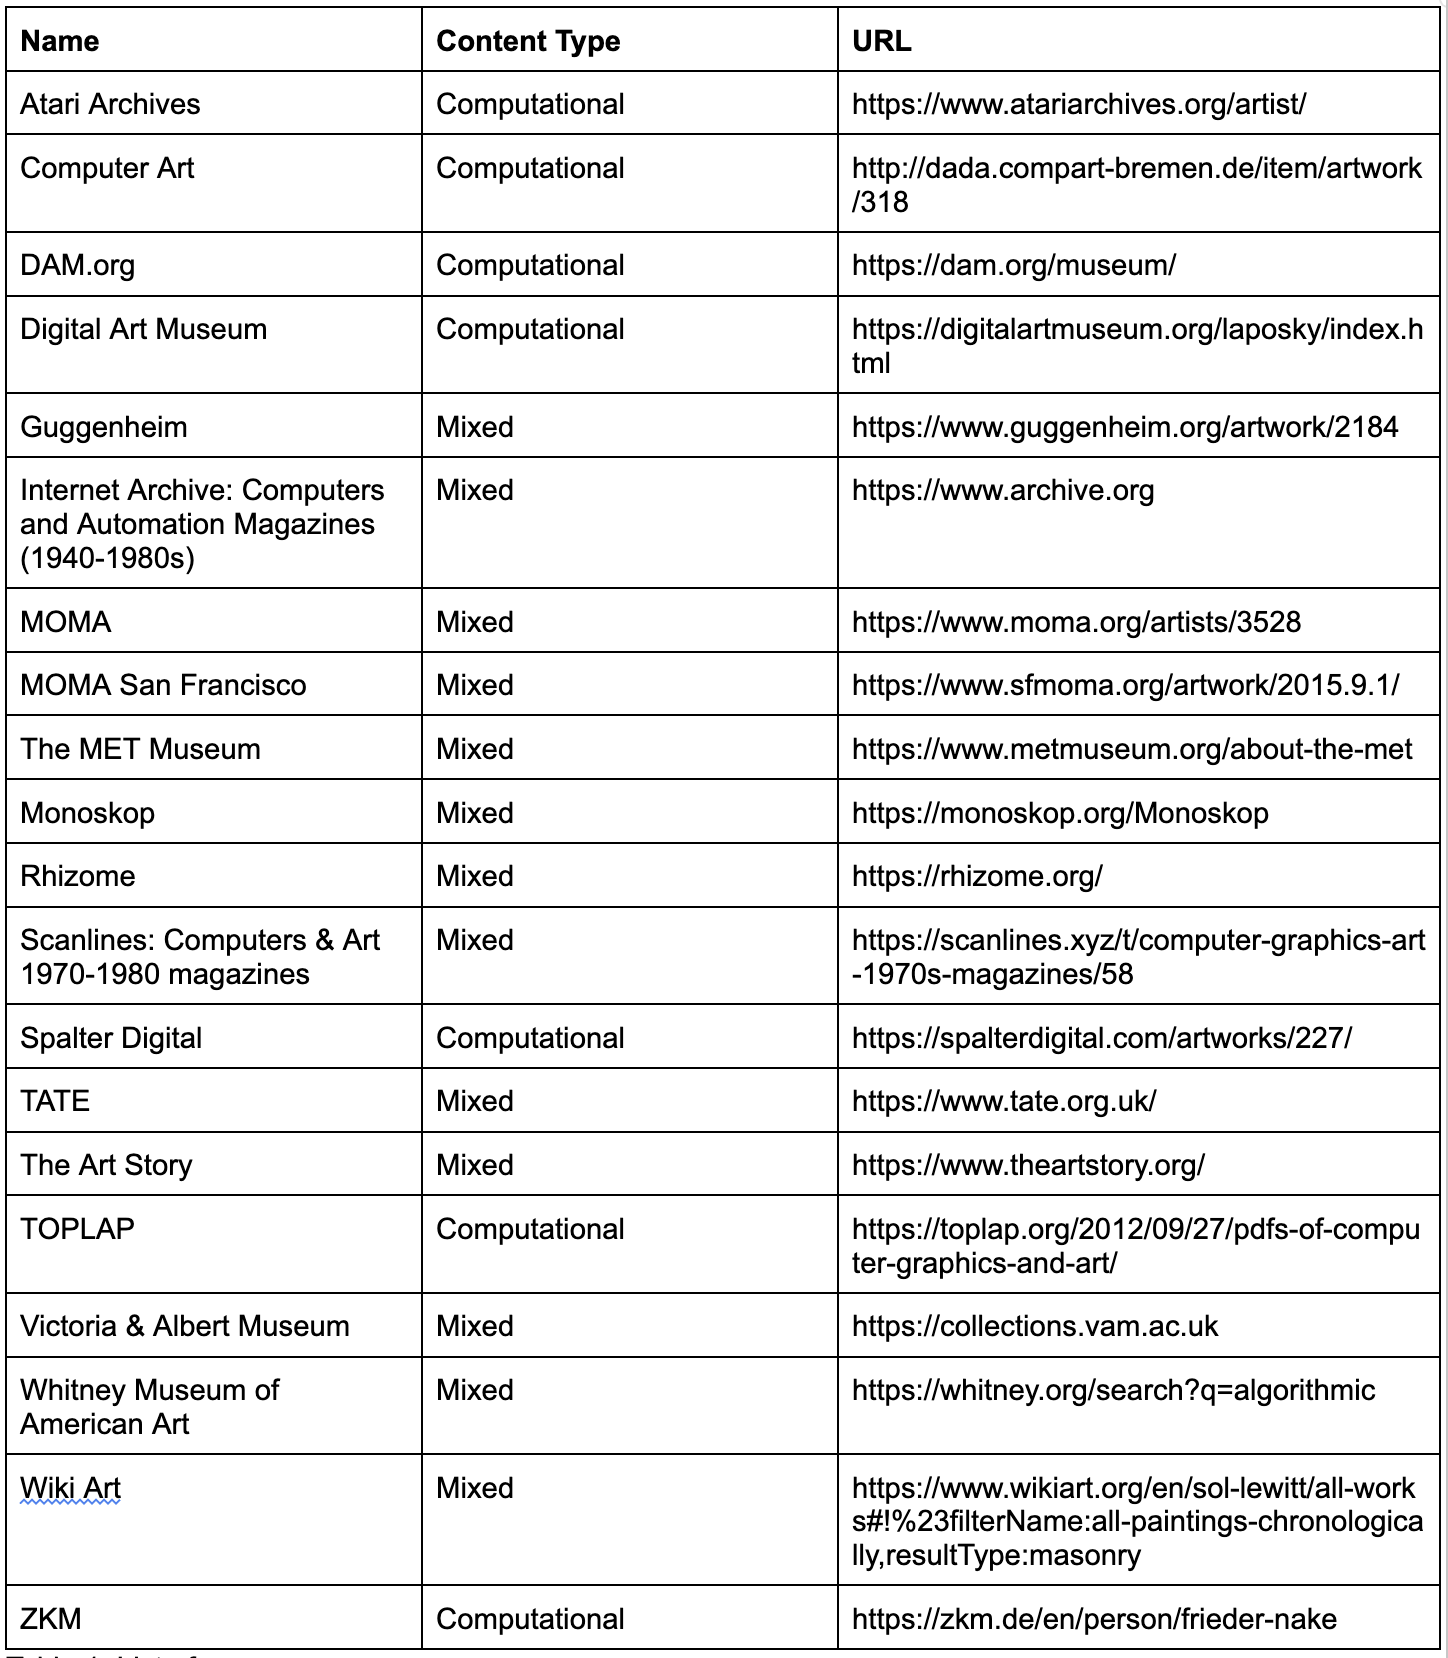 Name Content Type URL
Atari Archives Computational https://www.atariarchives.org/artist/
Computer Art Computational http://dada.compart-bremen.de/item/artwork
/318
DAM.org Computational https://dam.org/museum/
Digital Art Museum Computational https://digitalartmuseum.org/laposky/index.h
tml
Guggenheim Mixed https://www.guggenheim.org/artwork/2184
Internet Archive: Computers Mixed https://www.archive.org
and Automation Magazines
(1940-1980s)
MOMA Mixed https://www.moma.org/artists/3528
MOMA San Francisco Mixed https://www.sfmoma.org/artwork/2015.9.1/
The MET Museum Mixed https://www.metmuseum.org/about-the-met
Monoskop Mixed https://monoskop.org/Monoskop
Rhizome Mixed https://rhizome.org/
Scanlines: Computers & Art Mixed https://scanlines.xyz/t/computer-graphics-art
1970-1980 magazines -1970s-magazines/58
Spalter Digital Computational https://spalterdigital.com/artworks/227/
TATE Mixed https://www.tate.org.uk/
The Art Story Mixed https://www.theartstory.org/
TOPLAP Computational https://toplap.org/2012/09/27/pdfs-of-compu
ter-graphics-and-art/
Victoria & Albert Museum Mixed https://collections.vam.ac.uk
Whitney Museum of Mixed https://whitney.org/search?q=algorithmic
American Art
Wiki Art Mixed https://www.wikiart.org/en/sol-lewitt/all-work
s#!%23filterName:all-paintings-chronologica
lly,resultType:masonry
ZKM Computational https://zkm.de/en/person/frieder-nake